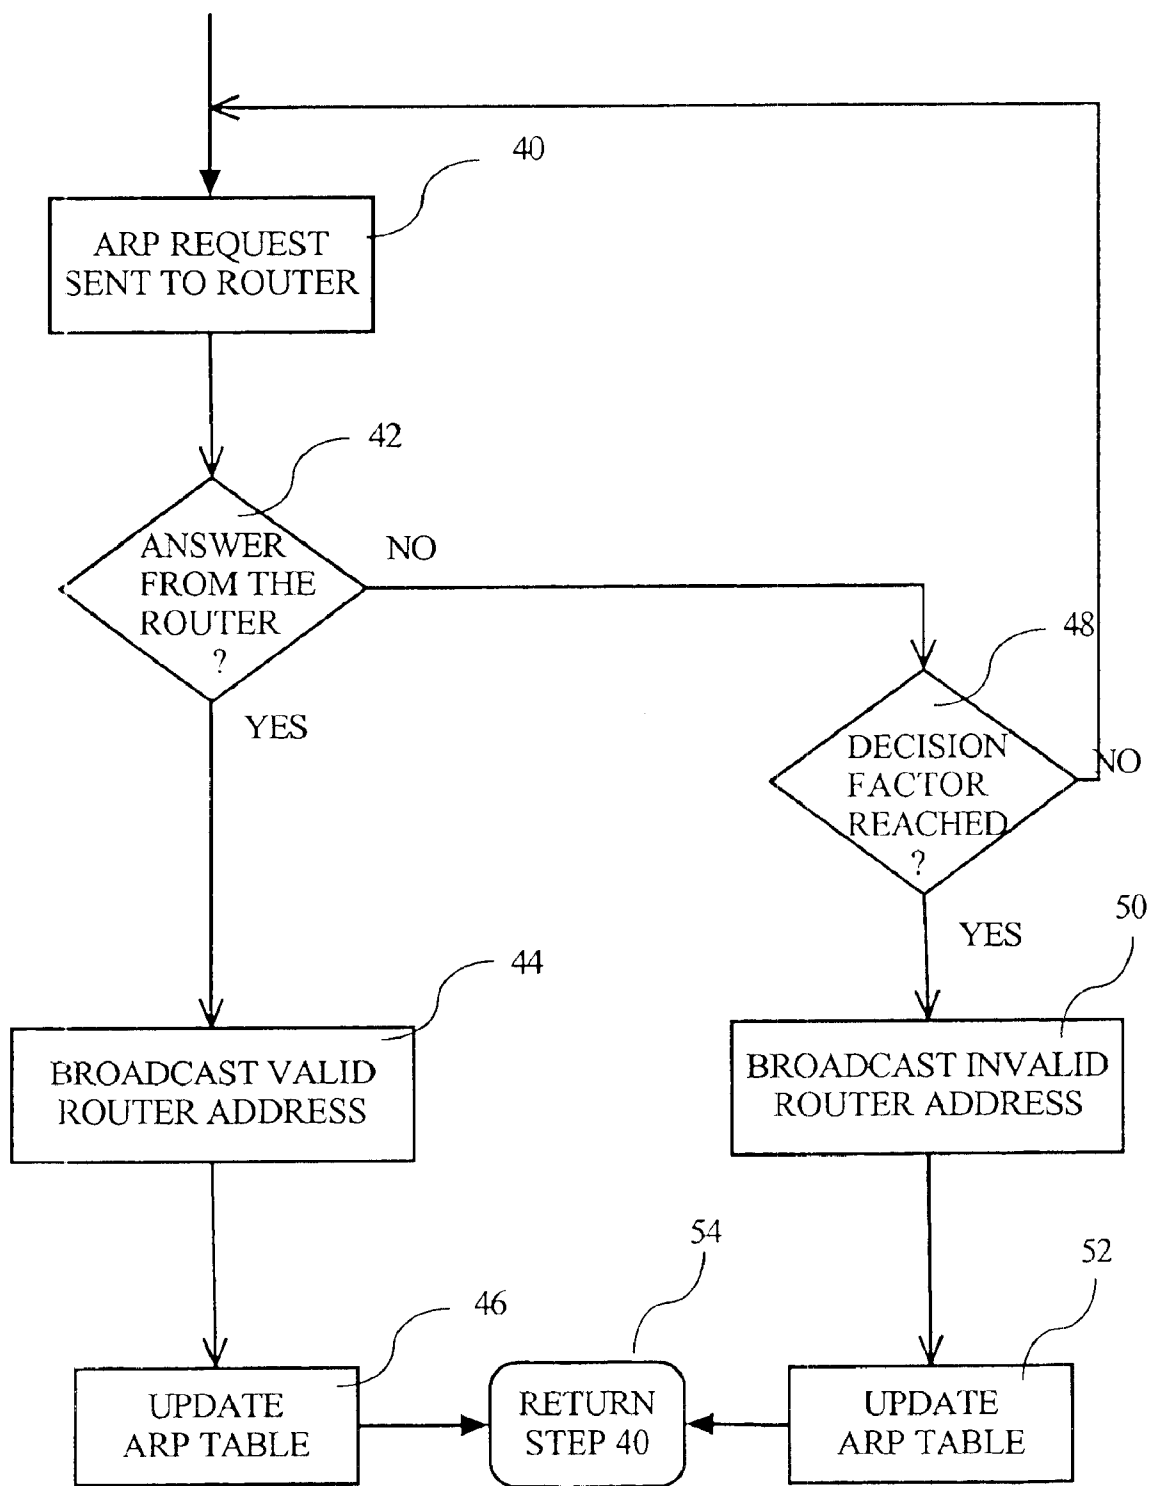 40
ARP REQUEST
SENT TO ROUTER
42
ANSWER
FROM THE
ROUTER
?
NO
YES
48
DECISION
FACTOR
REACHED
?
NO
YES
44
BROADCAST VALID
ROUTER ADDRESS
50
BROADCAST INVALID
ROUTER ADDRESS
46
UPDATE
ARP TABLE
54
RETURN
STEP 40
52
UPDATE
ARP TABLE